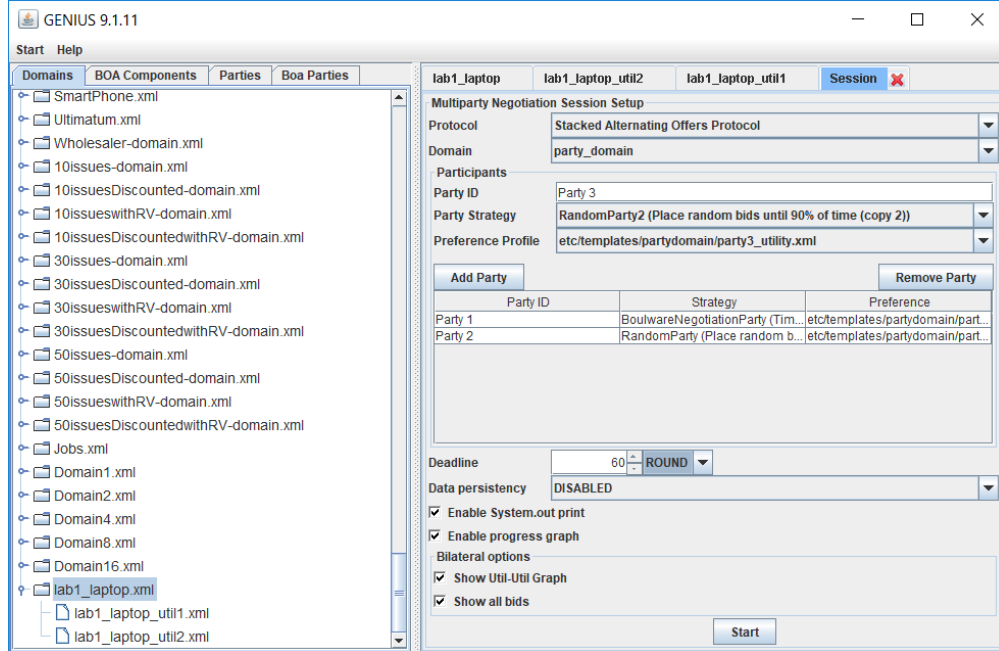 GENIUS 9.1.11
Start Help
Domains BOA Components Parties Boa Parties
SmartPhone.xml
Ultimatum.xml
Wholesaler-domain.xml
10issues-domain.xml
10issuesDiscounted-domain.xml
10issueswithRV-domain.xml
10issuesDiscountedwithRV-domain.xml
30issues-domain.xml
30issuesDiscounted-domain.xml
30issueswithRV-domain.xml
30issuesDiscountedwithRV-domain.xml
50issues-domain.xml
50issuesDiscounted-domain.xml
50issueswithRV-domain.xml
50issuesDiscountedwithRV-domain.xml
Jobs.xml
Domain1.xml
Domain2.xml
Domain4.xml
Domain8.xml
Domain16.xml
lab1_laptop.xml
lab1_laptop_util1.xml
lab1_laptop_util2.xml
lab1_laptop lab1_laptop_util2 lab1_laptop_util1 Session
Multiparty Negotiation Session Setup
Protocol Stacked Alternating Offers Protocol
Domain party_domain
Participants
Party ID Party 3
Party Strategy RandomParty2 (Place random bids until 90% of time (copy 2))
Preference Profile etc/templates/partydomain/party3_utility.xml
Add Party Remove Party
Party ID Strategy Preference
Party 1 BoulwareNegotiationParty (Tim... etc/templates/partydomain/part...
Party 2 RandomParty (Place random b... etc/templates/partydomain/part...
Deadline 60 ROUND
Data persistency DISABLED
Enable System.out print
Enable progress graph
Bilateral options
Show Util-Util Graph
Show all bids
Start